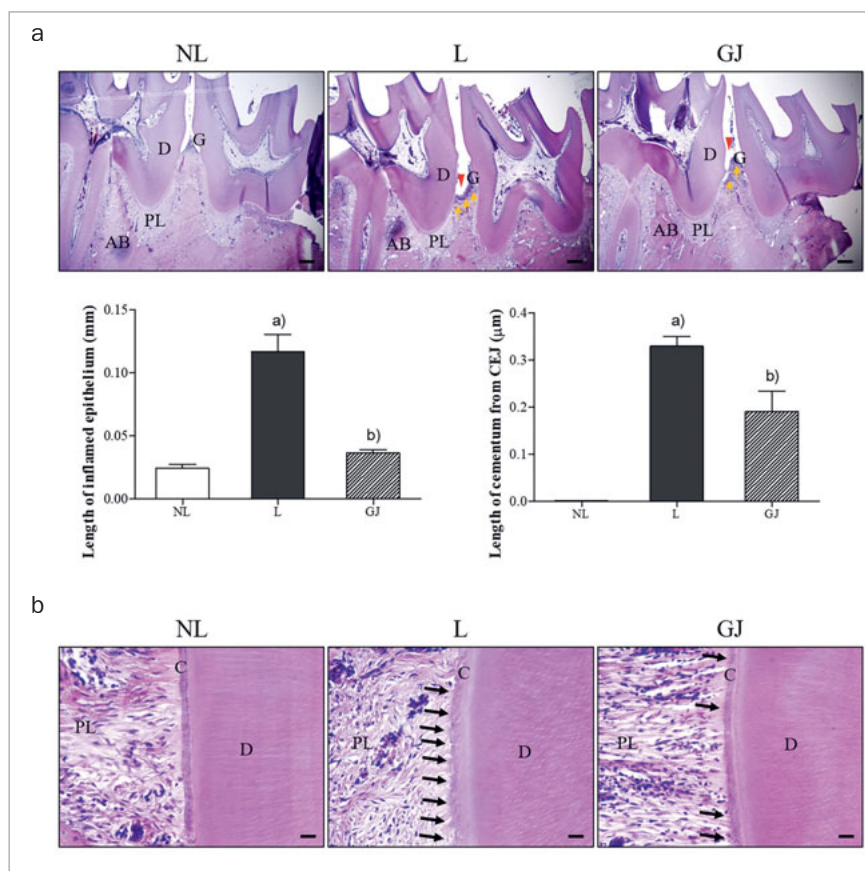 a
NL L GJ
D G
PL
AB
D G
AB PL
D G
AB PL
Length of inflamed epithelium (mm)
0.15
0.10
0.05
0.00
a)
b)
NL L GJ
Length of cementum from CEJ (μm)
0.4
0.3
0.2
0.1
0.0
a)
b)
NL L GJ
b
NL L GJ
C
PL
D
C
PL
D
C
PL
D